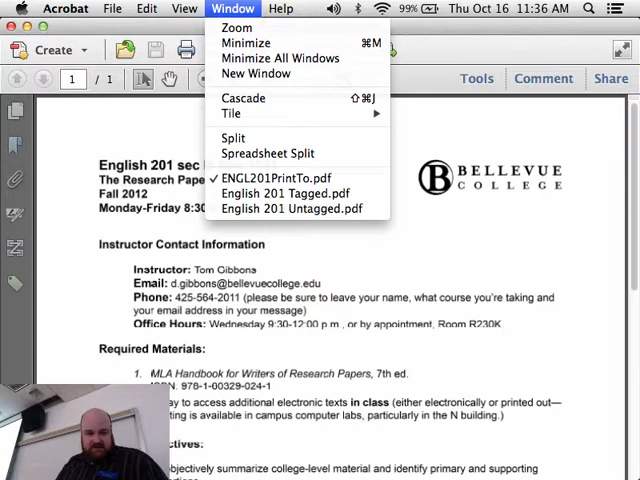 Acrobat File Edit View Window Help 99% Thu Oct 16 11:36 AM
Create
1 / 1
Tools Comment Share
Zoom
Minimize ⌘M
Minimize All Windows
New Window
Cascade ⇧⌘J
Tile
Split
Spreadsheet Split
✓ ENGL201PrintTo.pdf
English 201 Tagged.pdf
English 201 Untagged.pdf
English 201 sec
The Research Pape
Fall 2012
Monday-Friday 8:30
B BELLEVUE
COLLEGE
Instructor Contact Information
Instructor: Tom Gibbons
Email: d.gibbons@bellevuecollege.edu
Phone: 425-564-2011 (please be sure to leave your name, what course you're taking and
your email address in your message)
Office Hours: Wednesday 9:30-12:00 p.m., or by appointment, Room R230K
Required Materials:
1. MLA Handbook for Writers of Research Papers, 7th ed.
ISBN: 978-1-00329-024-1
ay to access additional electronic texts in class (either electronically or printed out—
ting is available in campus computer labs, particularly in the N building.)
ctives:
objectively summarize college-level material and identify primary and supporting